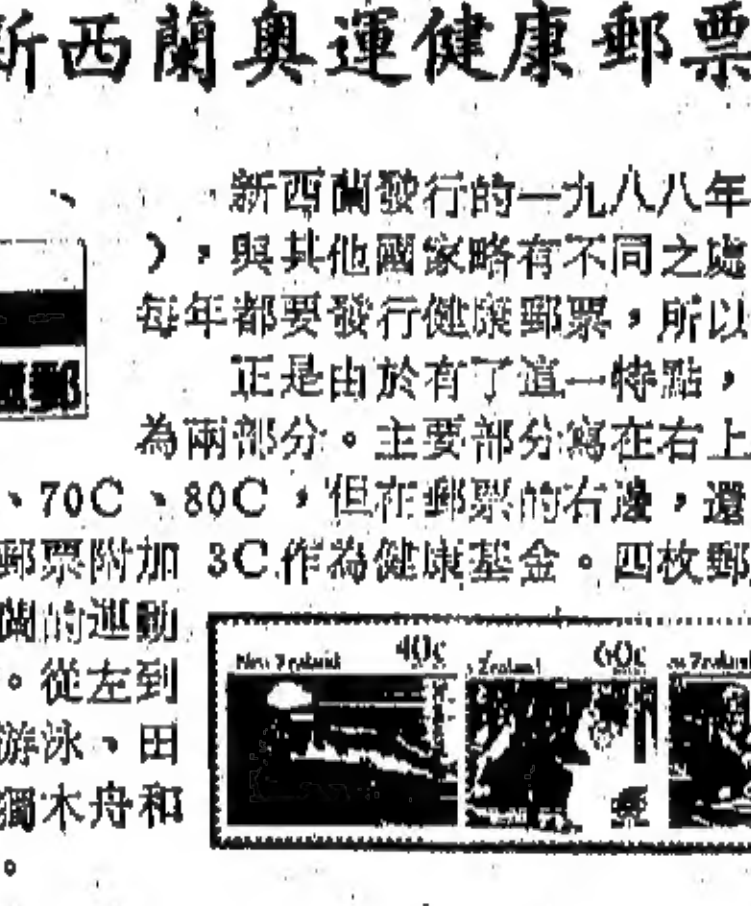 新西蘭奧運健康郵票
新西蘭發行的一九八八年
），與其他國家略有不同之處
每年都要發行健康郵票，所以
正是由於有了這一特點，
郵
為兩部分。主要部分寫在右上
、70C、80C，但在郵票的右邊，還
郵票附加 3C作為健康基金。四枚郵
蘭的運動
。從左到
游泳、田
獨木舟和
。
New Zealand 40c
Zealand 60c
Zealand